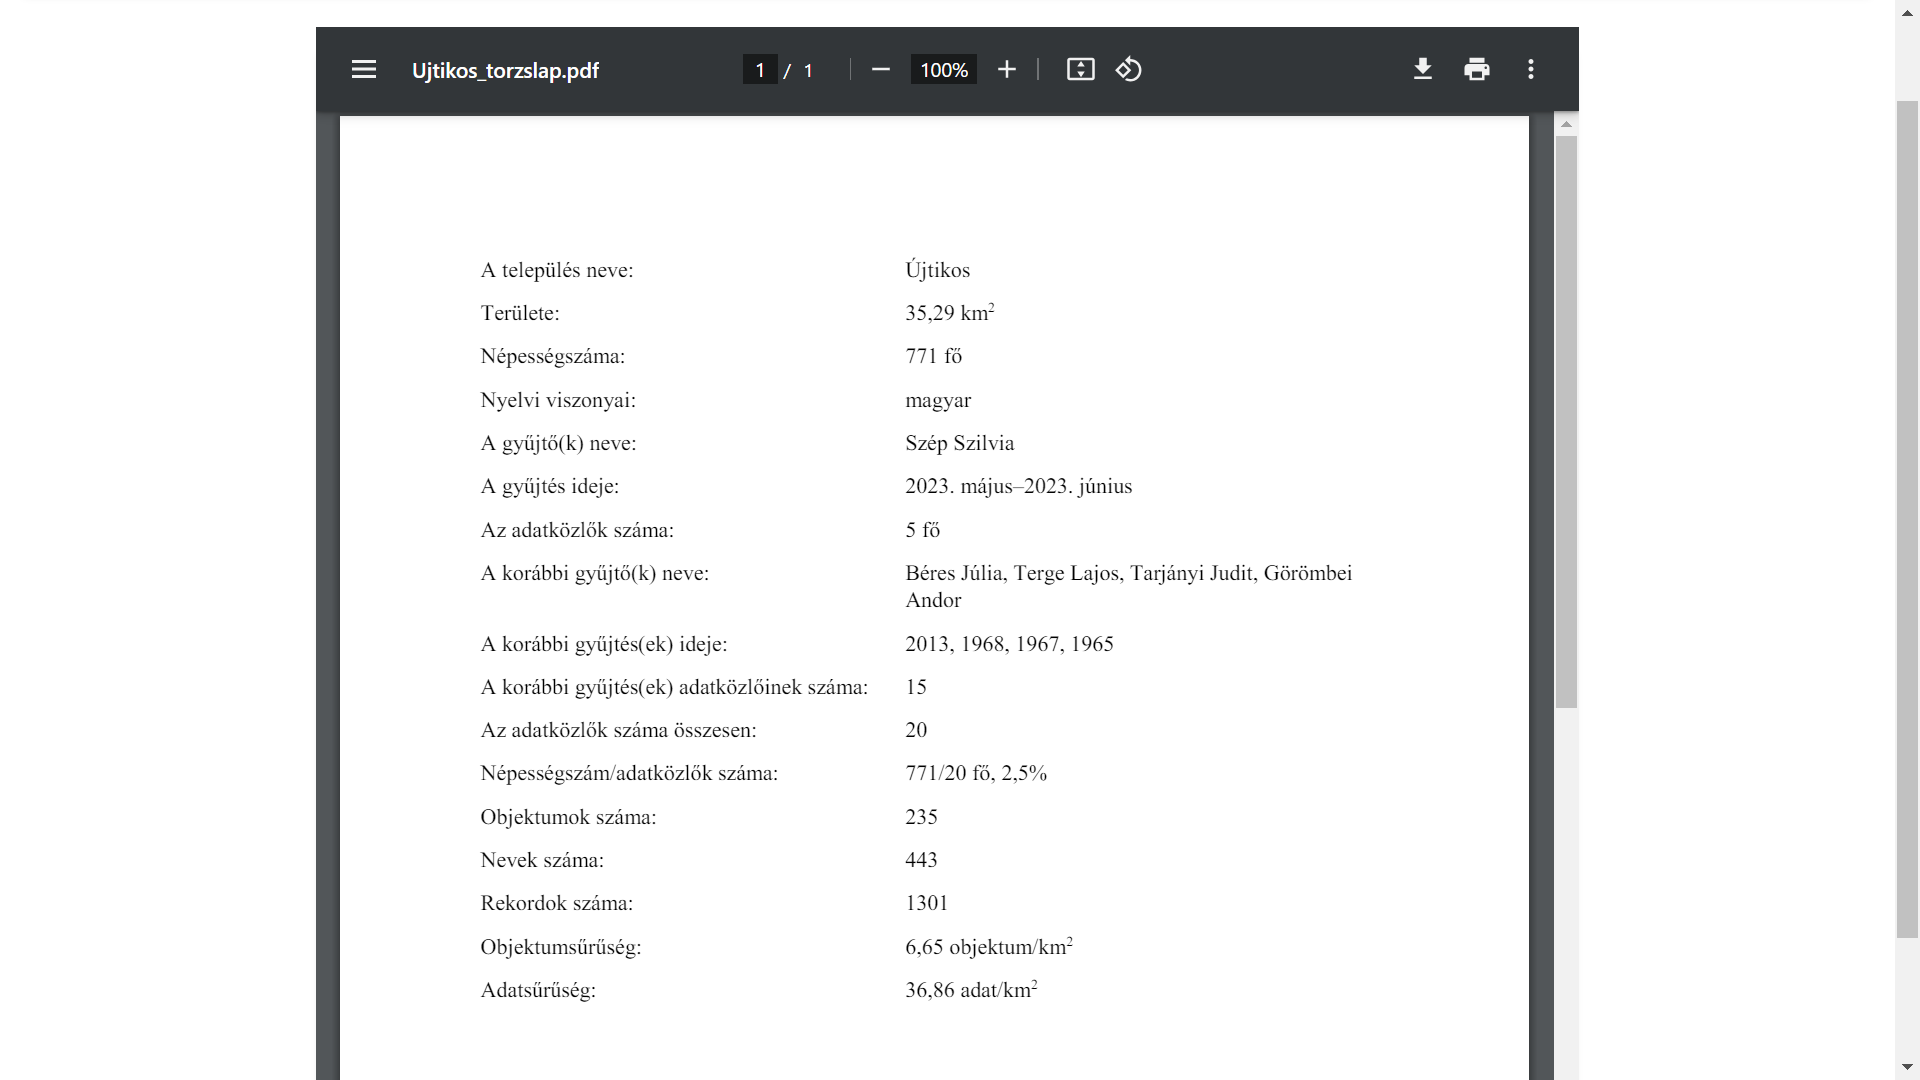 Ujtikos_torzslap.pdf 1 / 1 100%
A település neve: Újtikos
Területe: 35,29 km²
Népességszáma: 771 fő
Nyelvi viszonyai: magyar
A gyűjtő(k) neve: Szép Szilvia
A gyűjtés ideje: 2023. május–2023. június
Az adatközlők száma: 5 fő
A korábbi gyűjtő(k) neve: Béres Júlia, Terge Lajos, Tarjányi Judit, Görömbei
Andor
A korábbi gyűjtés(ek) ideje: 2013, 1968, 1967, 1965
A korábbi gyűjtés(ek) adatközlőinek száma: 15
Az adatközlők száma összesen: 20
Népességszám/adatközlők száma: 771/20 fő, 2,5%
Objektumok száma: 235
Nevek száma: 443
Rekordok száma: 1301
Objektumsűrűség: 6,65 objektum/km²
Adatsűrűség: 36,86 adat/km²